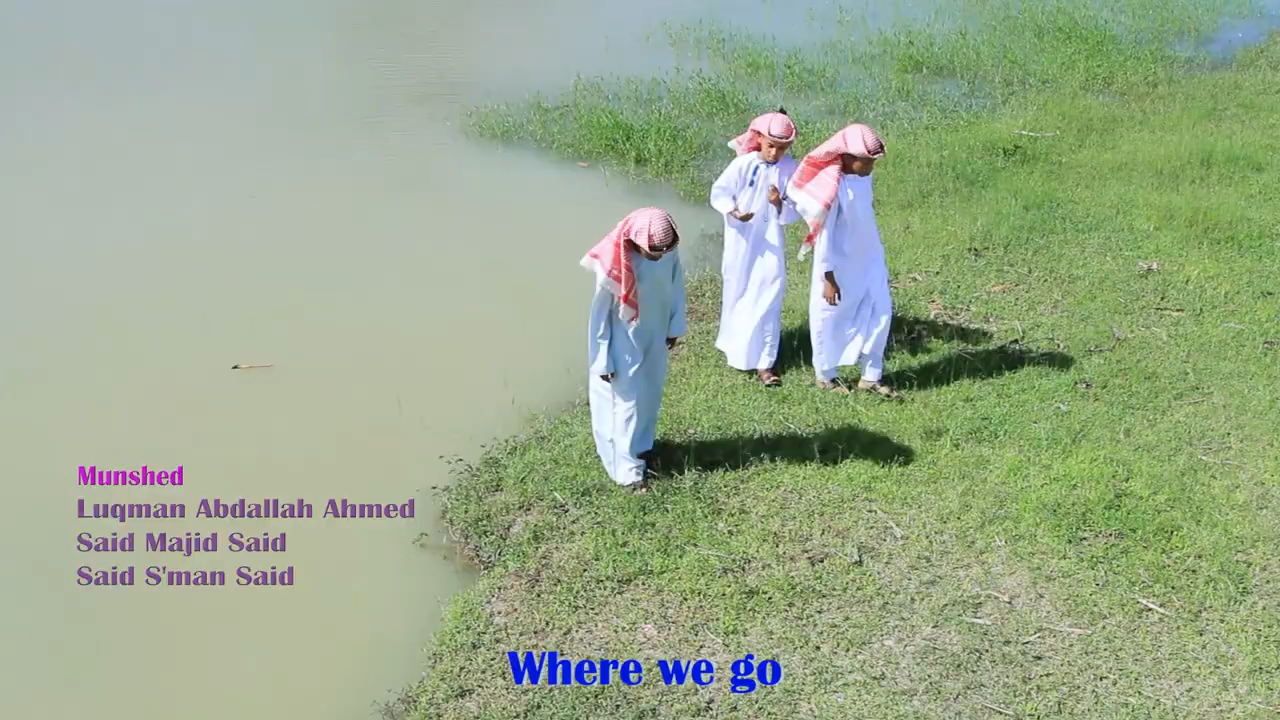 Munshed
Luqman Abdallah Ahmed
Said Majid Said
Said S'man Said
Where we go